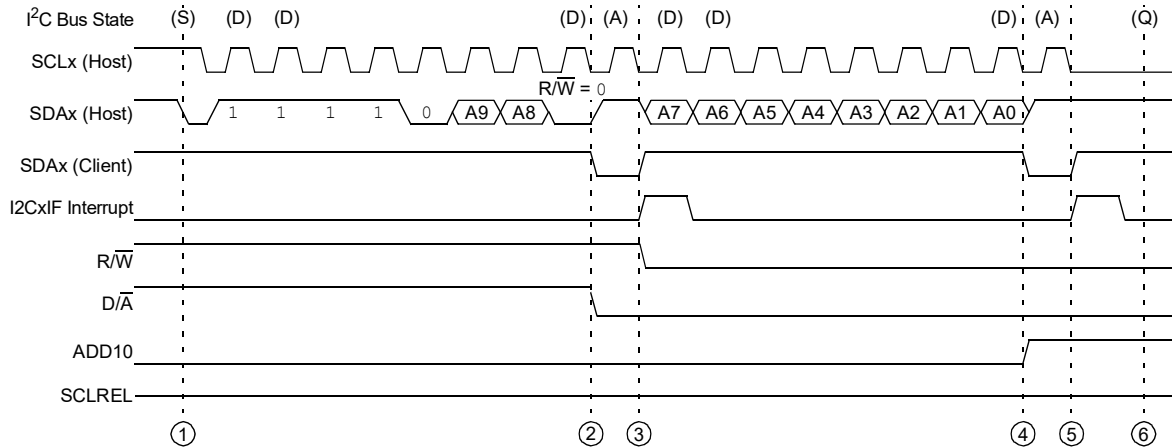 I²C Bus State (S) (D) (D) (D) (A) (D) (D) (D) (A) (Q)
SCLx (Host)
R/W̅ = 0
SDAx (Host) 1 1 1 1 0 A9 A8 A7 A6 A5 A4 A3 A2 A1 A0
SDAx (Client)
I2CxIF Interrupt
R/W̅
D/A̅
ADD10
SCLREL
1 2 3 4 5 6